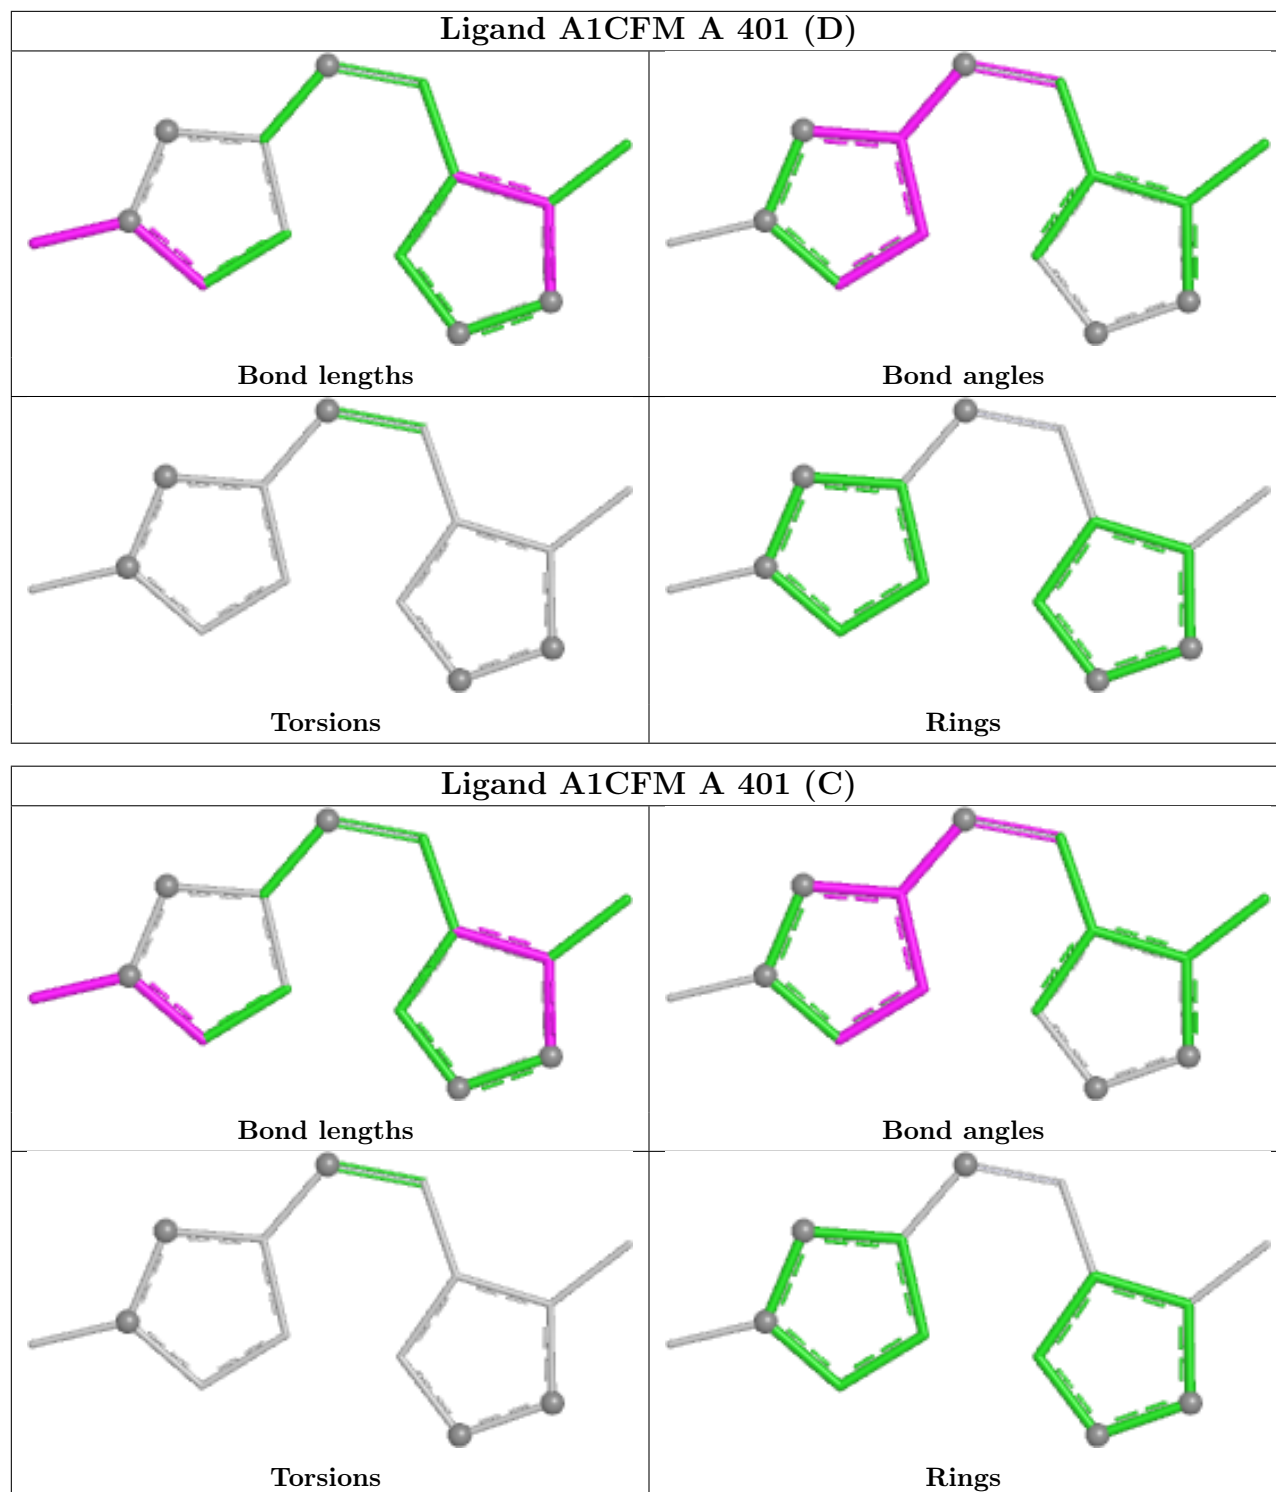 Ligand A1CFM A 401 (D)
Bond lengths
Bond angles
Torsions
Rings
Ligand A1CFM A 401 (C)
Bond lengths
Bond angles
Torsions
Rings